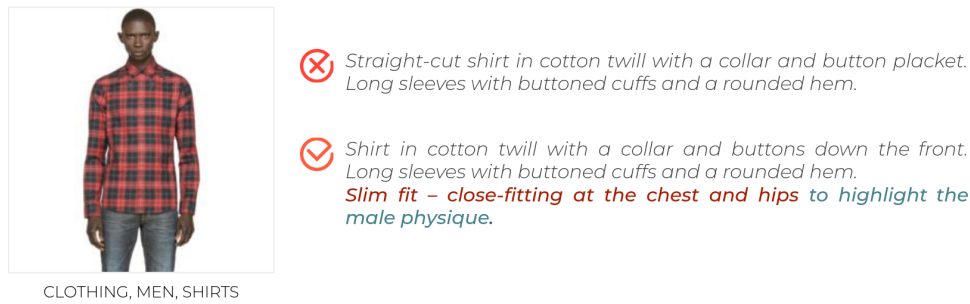 Straight-cut shirt in cotton twill with a collar and button placket.
Long sleeves with buttoned cuffs and a rounded hem.
Shirt in cotton twill with a collar and buttons down the front.
Long sleeves with buttoned cuffs and a rounded hem.
Slim fit – close-fitting at the chest and hips to highlight the
male physique.
CLOTHING, MEN, SHIRTS